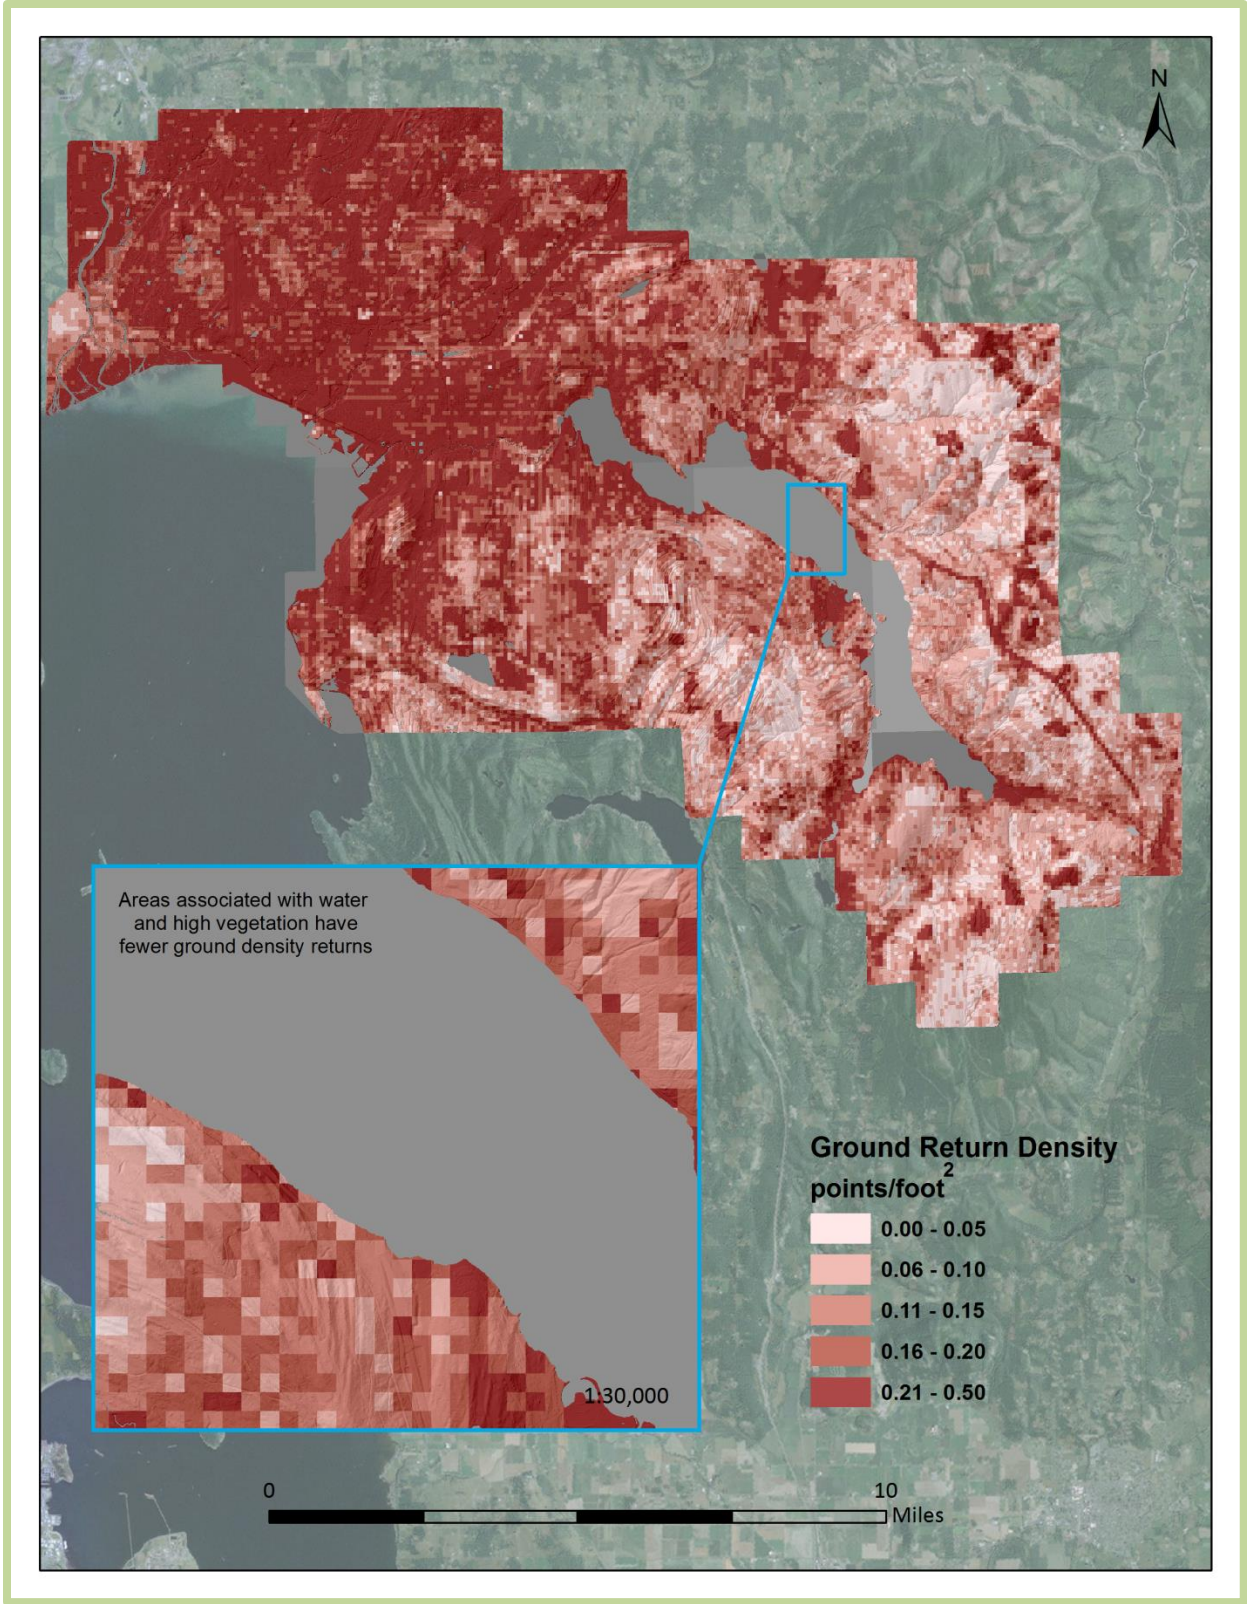 N
Areas associated with water
and high vegetation have
fewer ground density returns
1:30,000
Ground Return Density
points/foot²
0.00 - 0.05
0.06 - 0.10
0.11 - 0.15
0.16 - 0.20
0.21 - 0.50
0 10
Miles